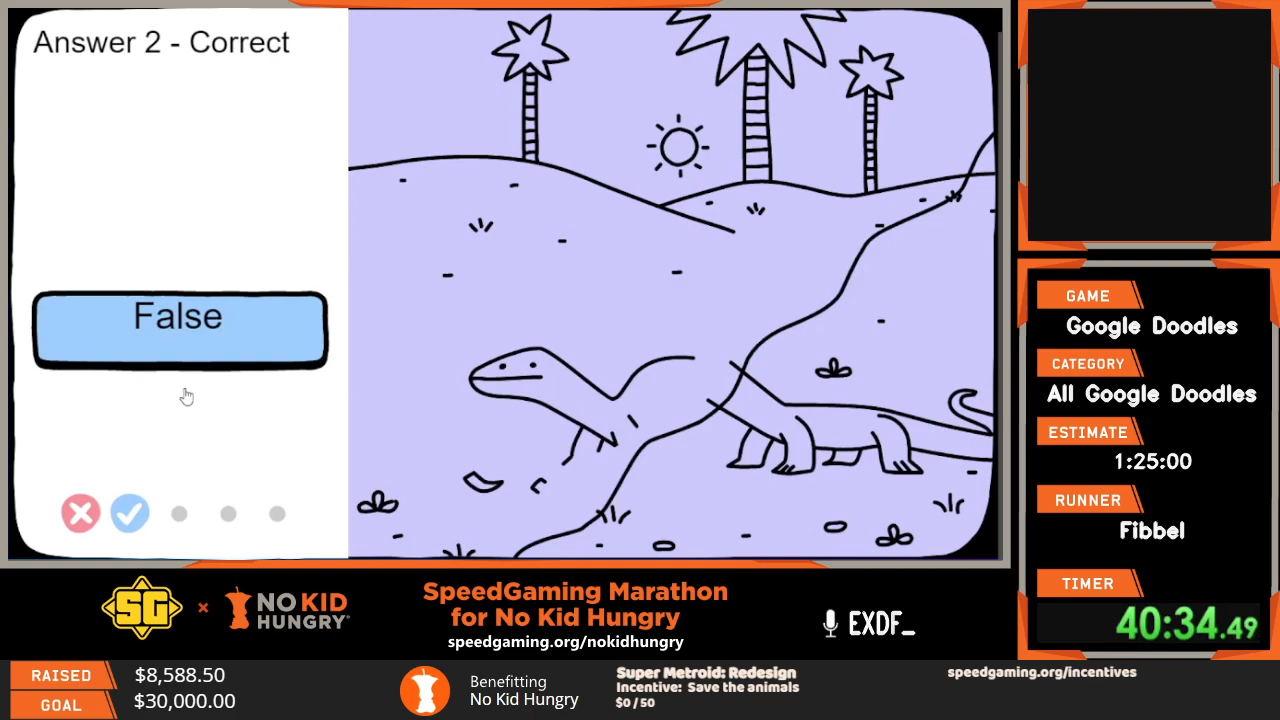 Answer 2 - Correct
False
GAME
Google Doodles
CATEGORY
All Google Doodles
ESTIMATE
1:25:00
RUNNER
Fibbel
TIMER
40:34.49
SG × NO KID HUNGRY
SpeedGaming Marathon
for No Kid Hungry
speedgaming.org/nokidhungry
EXDF_
RAISED $8,588.50
GOAL $30,000.00
Benefitting
No Kid Hungry
Super Metroid: Redesign
Incentive: Save the animals
$0 / 50
speedgaming.org/incentives